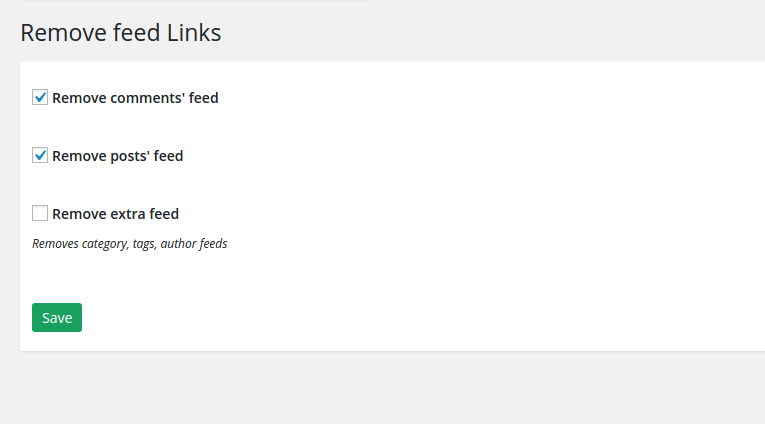 Remove feed Links
Remove comments' feed
Remove posts' feed
Remove extra feed
Removes category, tags, author feeds
Save